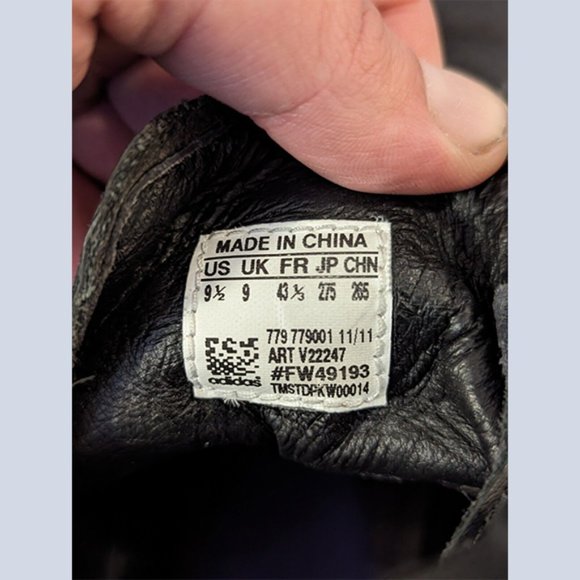 MADE IN CHINA
US UK FR JP CHN
9½ 9 43⅓ 275 265
779 779001 11/11
ART V22247
#FW49193
adidas TMSTDPKW00014